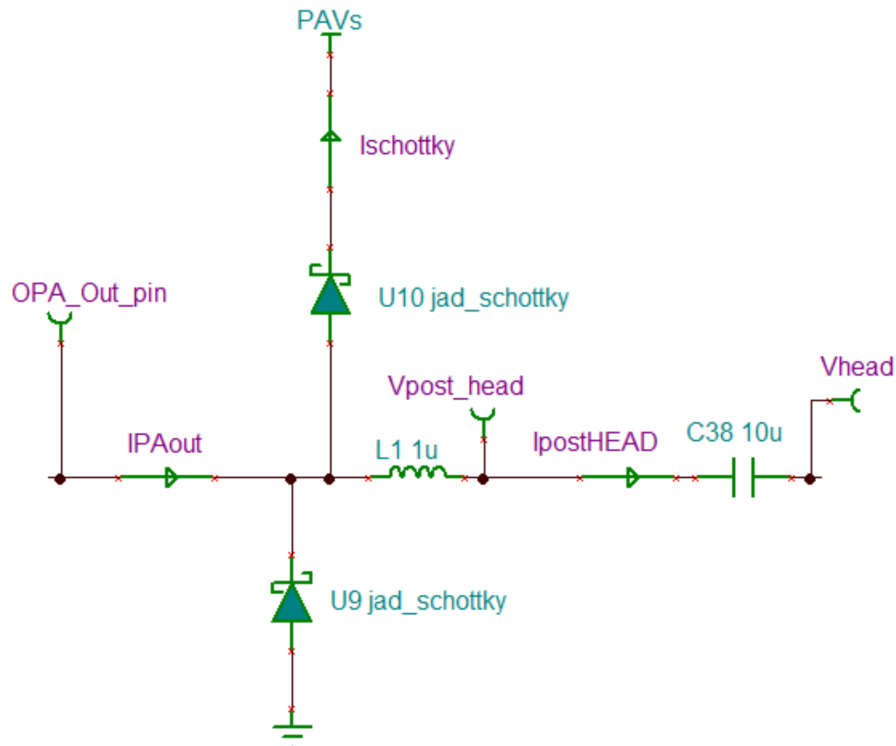 PAVs
Ischottky
OPA_Out_pin
U10 jad_schottky
Vpost_head
Vhead
IPAout
L1 1u
IpostHEAD
C38 10u
U9 jad_schottky